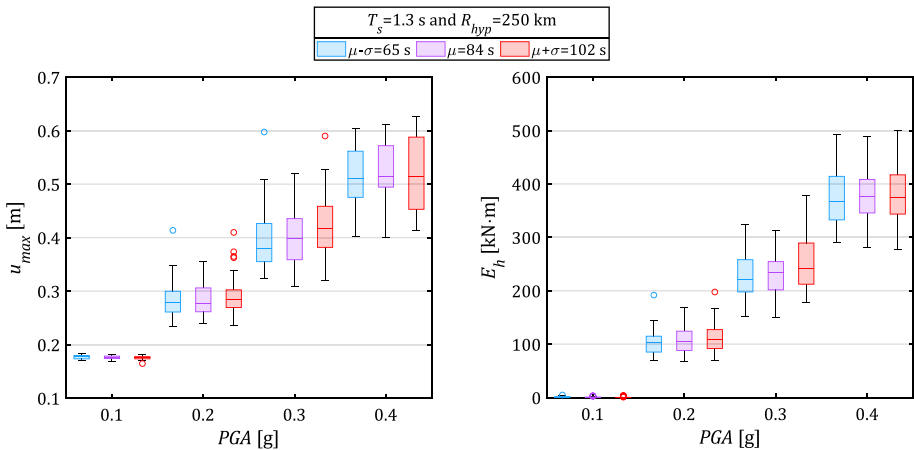 T_s=1.3 s and R_hyp=250 km
μ-σ=65 s μ=84 s μ+σ=102 s
0.7
0.6
0.5
0.4
0.3
0.2
0.1
u_max [m]
0.1 0.2 0.3 0.4
PGA [g]
600
500
400
300
200
100
0
E_h [kN·m]
0.1 0.2 0.3 0.4
PGA [g]